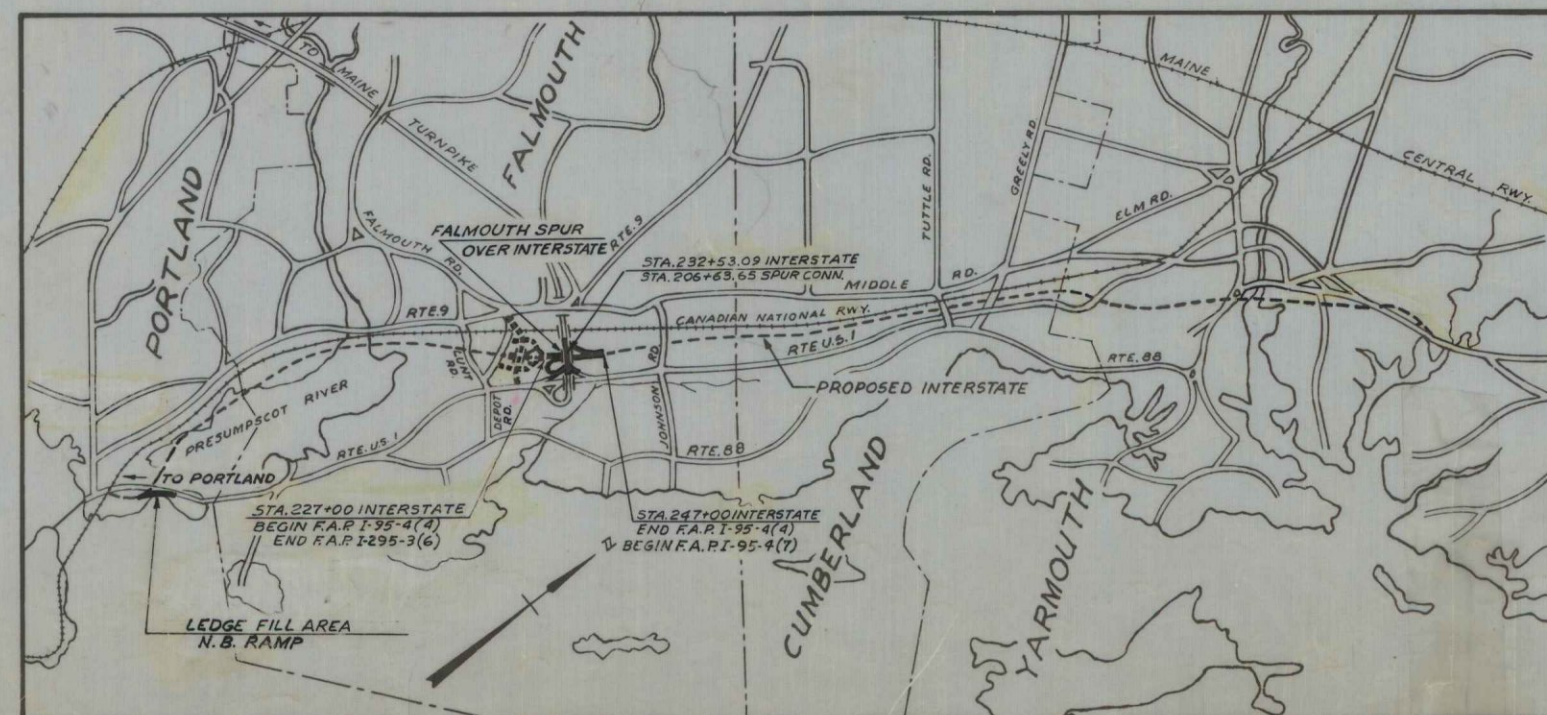 TO
MAINE
TURNPIKE
FALMOUTH
MAINE
CENTRAL RWY.
PORTLAND
FALMOUTH
RD.
FALMOUTH SPUR
OVER INTERSTATE
RTE.9
STA.232+53.09 INTERSTATE
STA.206+63.65 SPUR CONN.
TUTTLE RD.
GREELY RD.
ELM RD.
MIDDLE
RD.
RTE.9
CANADIAN NATIONAL RWY.
LUNT
RD.
DEPOT
RD.
JOHNSON
RD.
RTE U.S.1
RTE.88
PROPOSED INTERSTATE
PRESUMPSCOT RIVER
RTE.US.1
RTE.88
TO PORTLAND
STA.227+00 INTERSTATE
BEGIN F.A.P. I-95-4(4)
END F.A.P. I-295-3(6)
STA.247+00 INTERSTATE
END F.A.P. I-95-4(4)
BEGIN F.A.P. I-95-4(7)
N
CUMBERLAND
YARMOUTH
LEDGE FILL AREA
N.B. RAMP